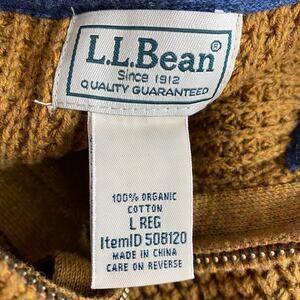 L.L.Bean®
Since 1912
QUALITY GUARANTEED
100% ORGANIC
COTTON
L REG
ItemID 508120
MADE IN CHINA
CARE ON REVERSE